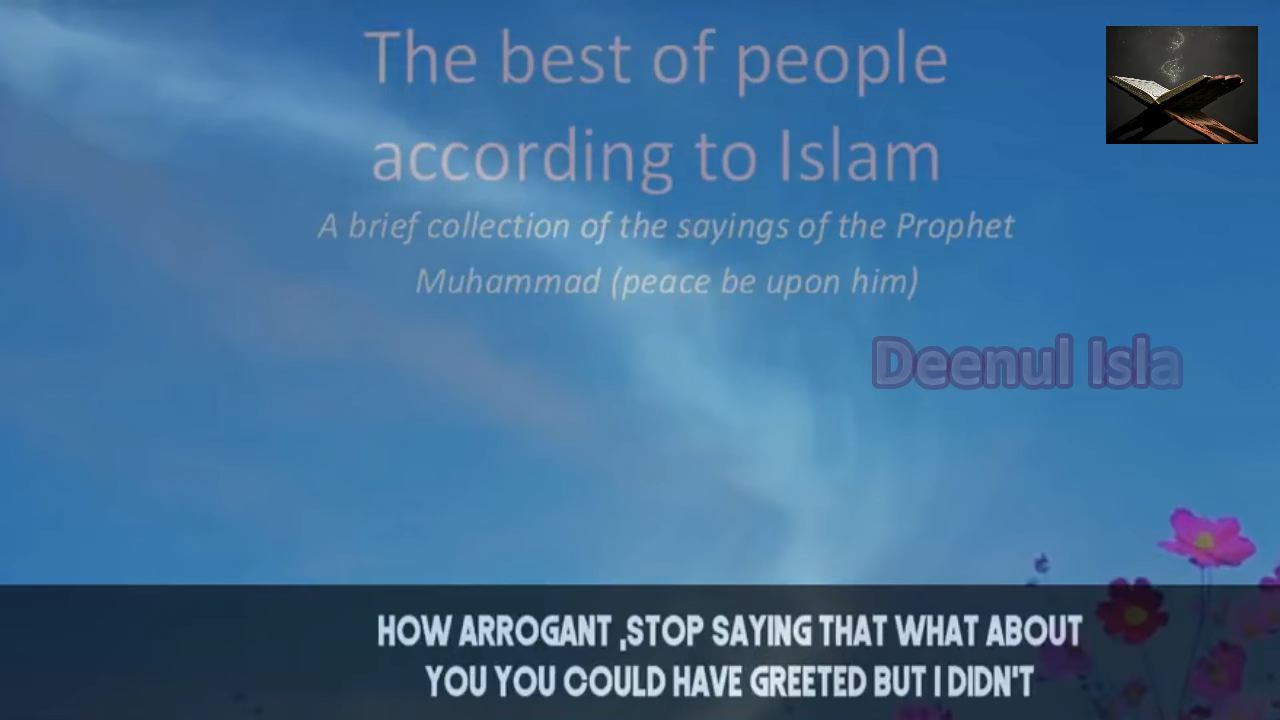 The best of people
according to Islam
A brief collection of the sayings of the Prophet
Muhammad (peace be upon him)
Deenul Isla
HOW ARROGANT ,STOP SAYING THAT WHAT ABOUT
YOU YOU COULD HAVE GREETED BUT I DIDN'T